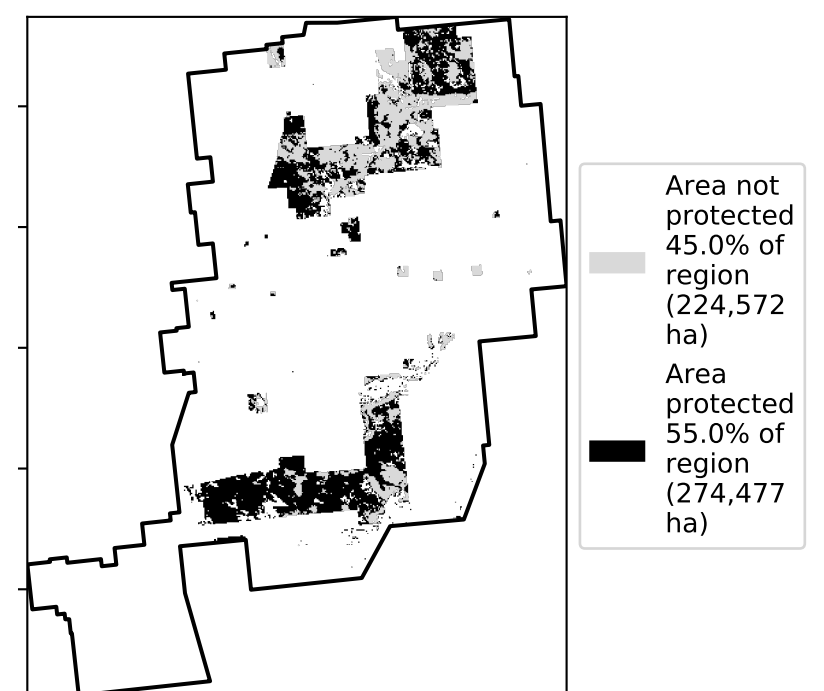 Area not
protected
45.0% of
region
(224,572
ha)
Area
protected
55.0% of
region
(274,477
ha)